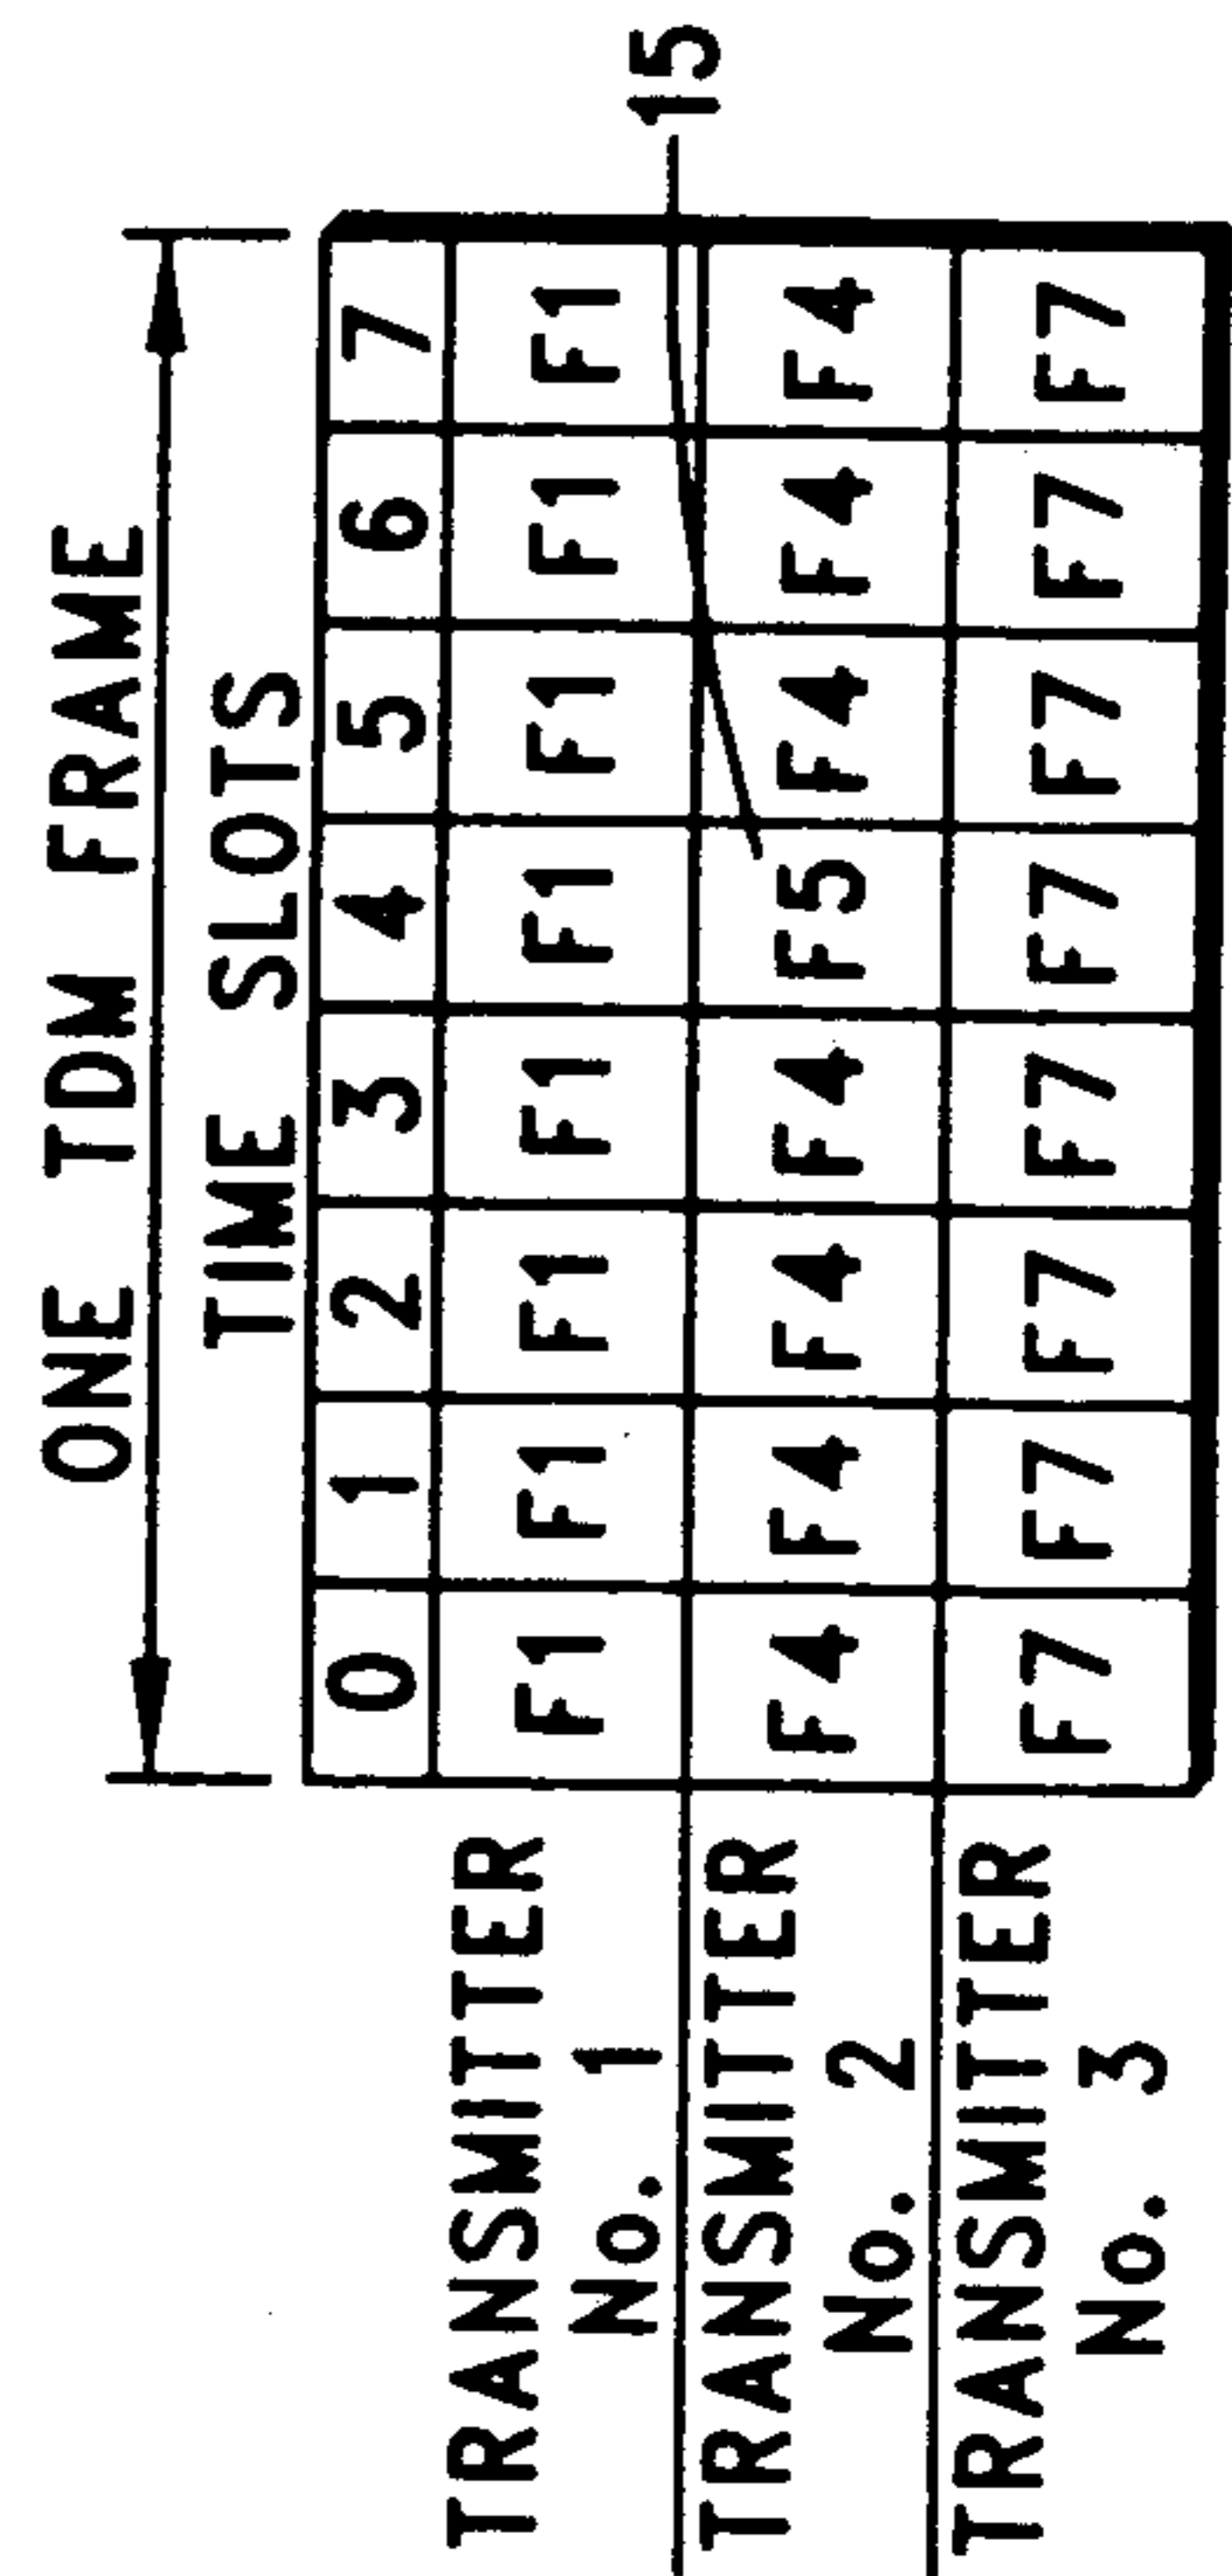 ONE TDM FRAME
TIME SLOTS
0 1 2 3 4 5 6 7
TRANSMITTER No. 1 F1 F1 F1 F1 F1 F1 F1 F1
15
TRANSMITTER No. 2 F4 F4 F4 F4 F5 F4 F4 F4
TRANSMITTER No. 3 F7 F7 F7 F7 F7 F7 F7 F7